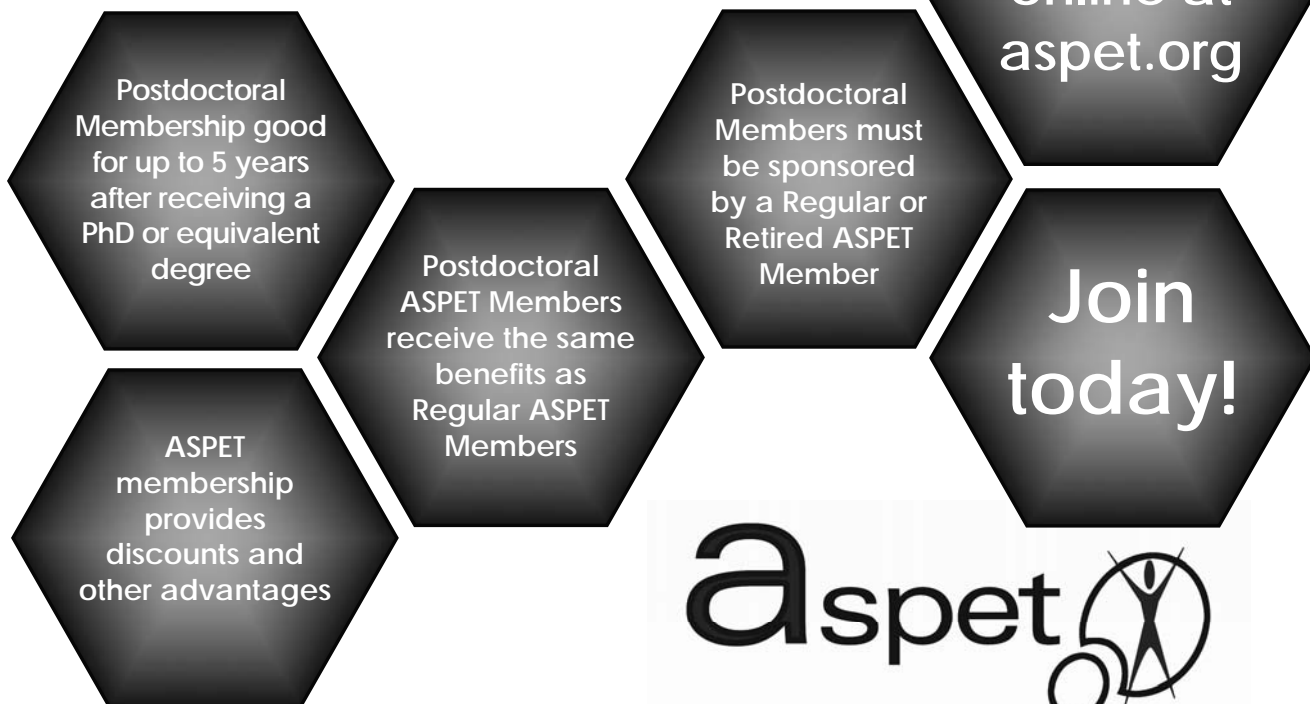 online at
aspet.org
Postdoctoral
Membership good
for up to 5 years
after receiving a
PhD or equivalent
degree
Postdoctoral
Members must
be sponsored
by a Regular or
Retired ASPET
Member
Postdoctoral
ASPET Members
receive the same
benefits as
Regular ASPET
Members
Join
today!
ASPET
membership
provides
discounts and
other advantages
aspet